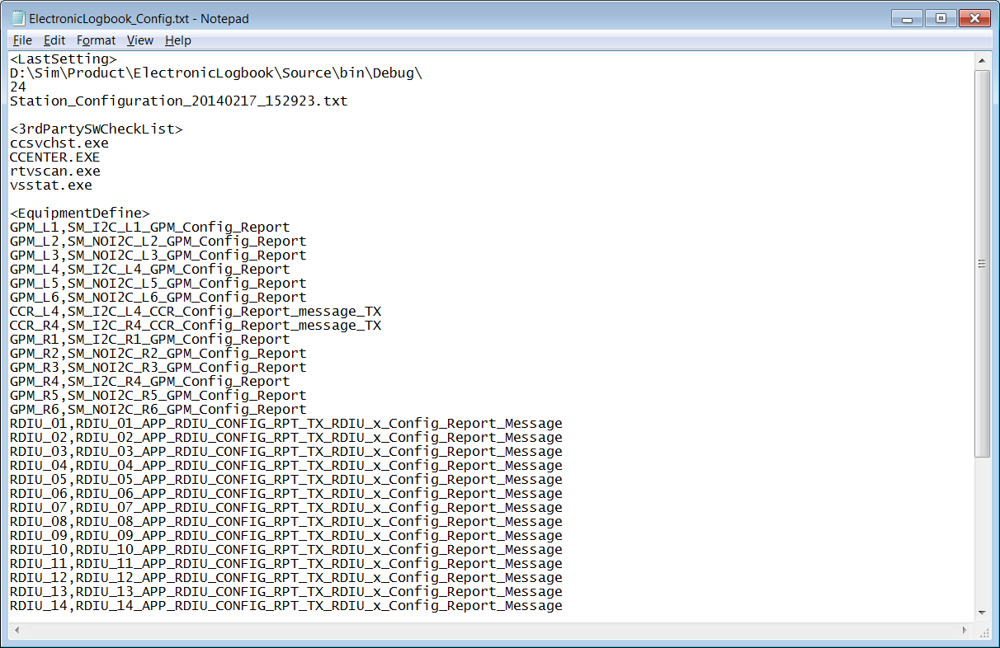 ElectronicLogbook_Config.txt - Notepad
File Edit Format View Help
<LastSetting>
D:\Sim\Product\ElectronicLogbook\Source\bin\Debug\
24
Station_Configuration_20140217_152923.txt

<3rdPartySWCheckList>
ccsvchst.exe
CCENTER.EXE
rtvscan.exe
vsstat.exe

<EquipmentDefine>
GPM_L1,SM_I2C_L1_GPM_Config_Report
GPM_L2,SM_NOI2C_L2_GPM_Config_Report
GPM_L3,SM_NOI2C_L3_GPM_Config_Report
GPM_L4,SM_I2C_L4_GPM_Config_Report
GPM_L5,SM_NOI2C_L5_GPM_Config_Report
GPM_L6,SM_NOI2C_L6_GPM_Config_Report
CCR_L4,SM_I2C_L4_CCR_Config_Report_message_TX
CCR_R4,SM_I2C_R4_CCR_Config_Report_message_TX
GPM_R1,SM_I2C_R1_GPM_Config_Report
GPM_R2,SM_NOI2C_R2_GPM_Config_Report
GPM_R3,SM_NOI2C_R3_GPM_Config_Report
GPM_R4,SM_I2C_R4_GPM_Config_Report
GPM_R5,SM_NOI2C_R5_GPM_Config_Report
GPM_R6,SM_NOI2C_R6_GPM_Config_Report
RDIU_01,RDIU_01_APP_RDIU_CONFIG_RPT_TX_RDIU_x_Config_Report_Message
RDIU_02,RDIU_02_APP_RDIU_CONFIG_RPT_TX_RDIU_x_Config_Report_Message
RDIU_03,RDIU_03_APP_RDIU_CONFIG_RPT_TX_RDIU_x_Config_Report_Message
RDIU_04,RDIU_04_APP_RDIU_CONFIG_RPT_TX_RDIU_x_Config_Report_Message
RDIU_05,RDIU_05_APP_RDIU_CONFIG_RPT_TX_RDIU_x_Config_Report_Message
RDIU_06,RDIU_06_APP_RDIU_CONFIG_RPT_TX_RDIU_x_Config_Report_Message
RDIU_07,RDIU_07_APP_RDIU_CONFIG_RPT_TX_RDIU_x_Config_Report_Message
RDIU_08,RDIU_08_APP_RDIU_CONFIG_RPT_TX_RDIU_x_Config_Report_Message
RDIU_09,RDIU_09_APP_RDIU_CONFIG_RPT_TX_RDIU_x_Config_Report_Message
RDIU_10,RDIU_10_APP_RDIU_CONFIG_RPT_TX_RDIU_x_Config_Report_Message
RDIU_11,RDIU_11_APP_RDIU_CONFIG_RPT_TX_RDIU_x_Config_Report_Message
RDIU_12,RDIU_12_APP_RDIU_CONFIG_RPT_TX_RDIU_x_Config_Report_Message
RDIU_13,RDIU_13_APP_RDIU_CONFIG_RPT_TX_RDIU_x_Config_Report_Message
RDIU_14,RDIU_14_APP_RDIU_CONFIG_RPT_TX_RDIU_x_Config_Report_Message